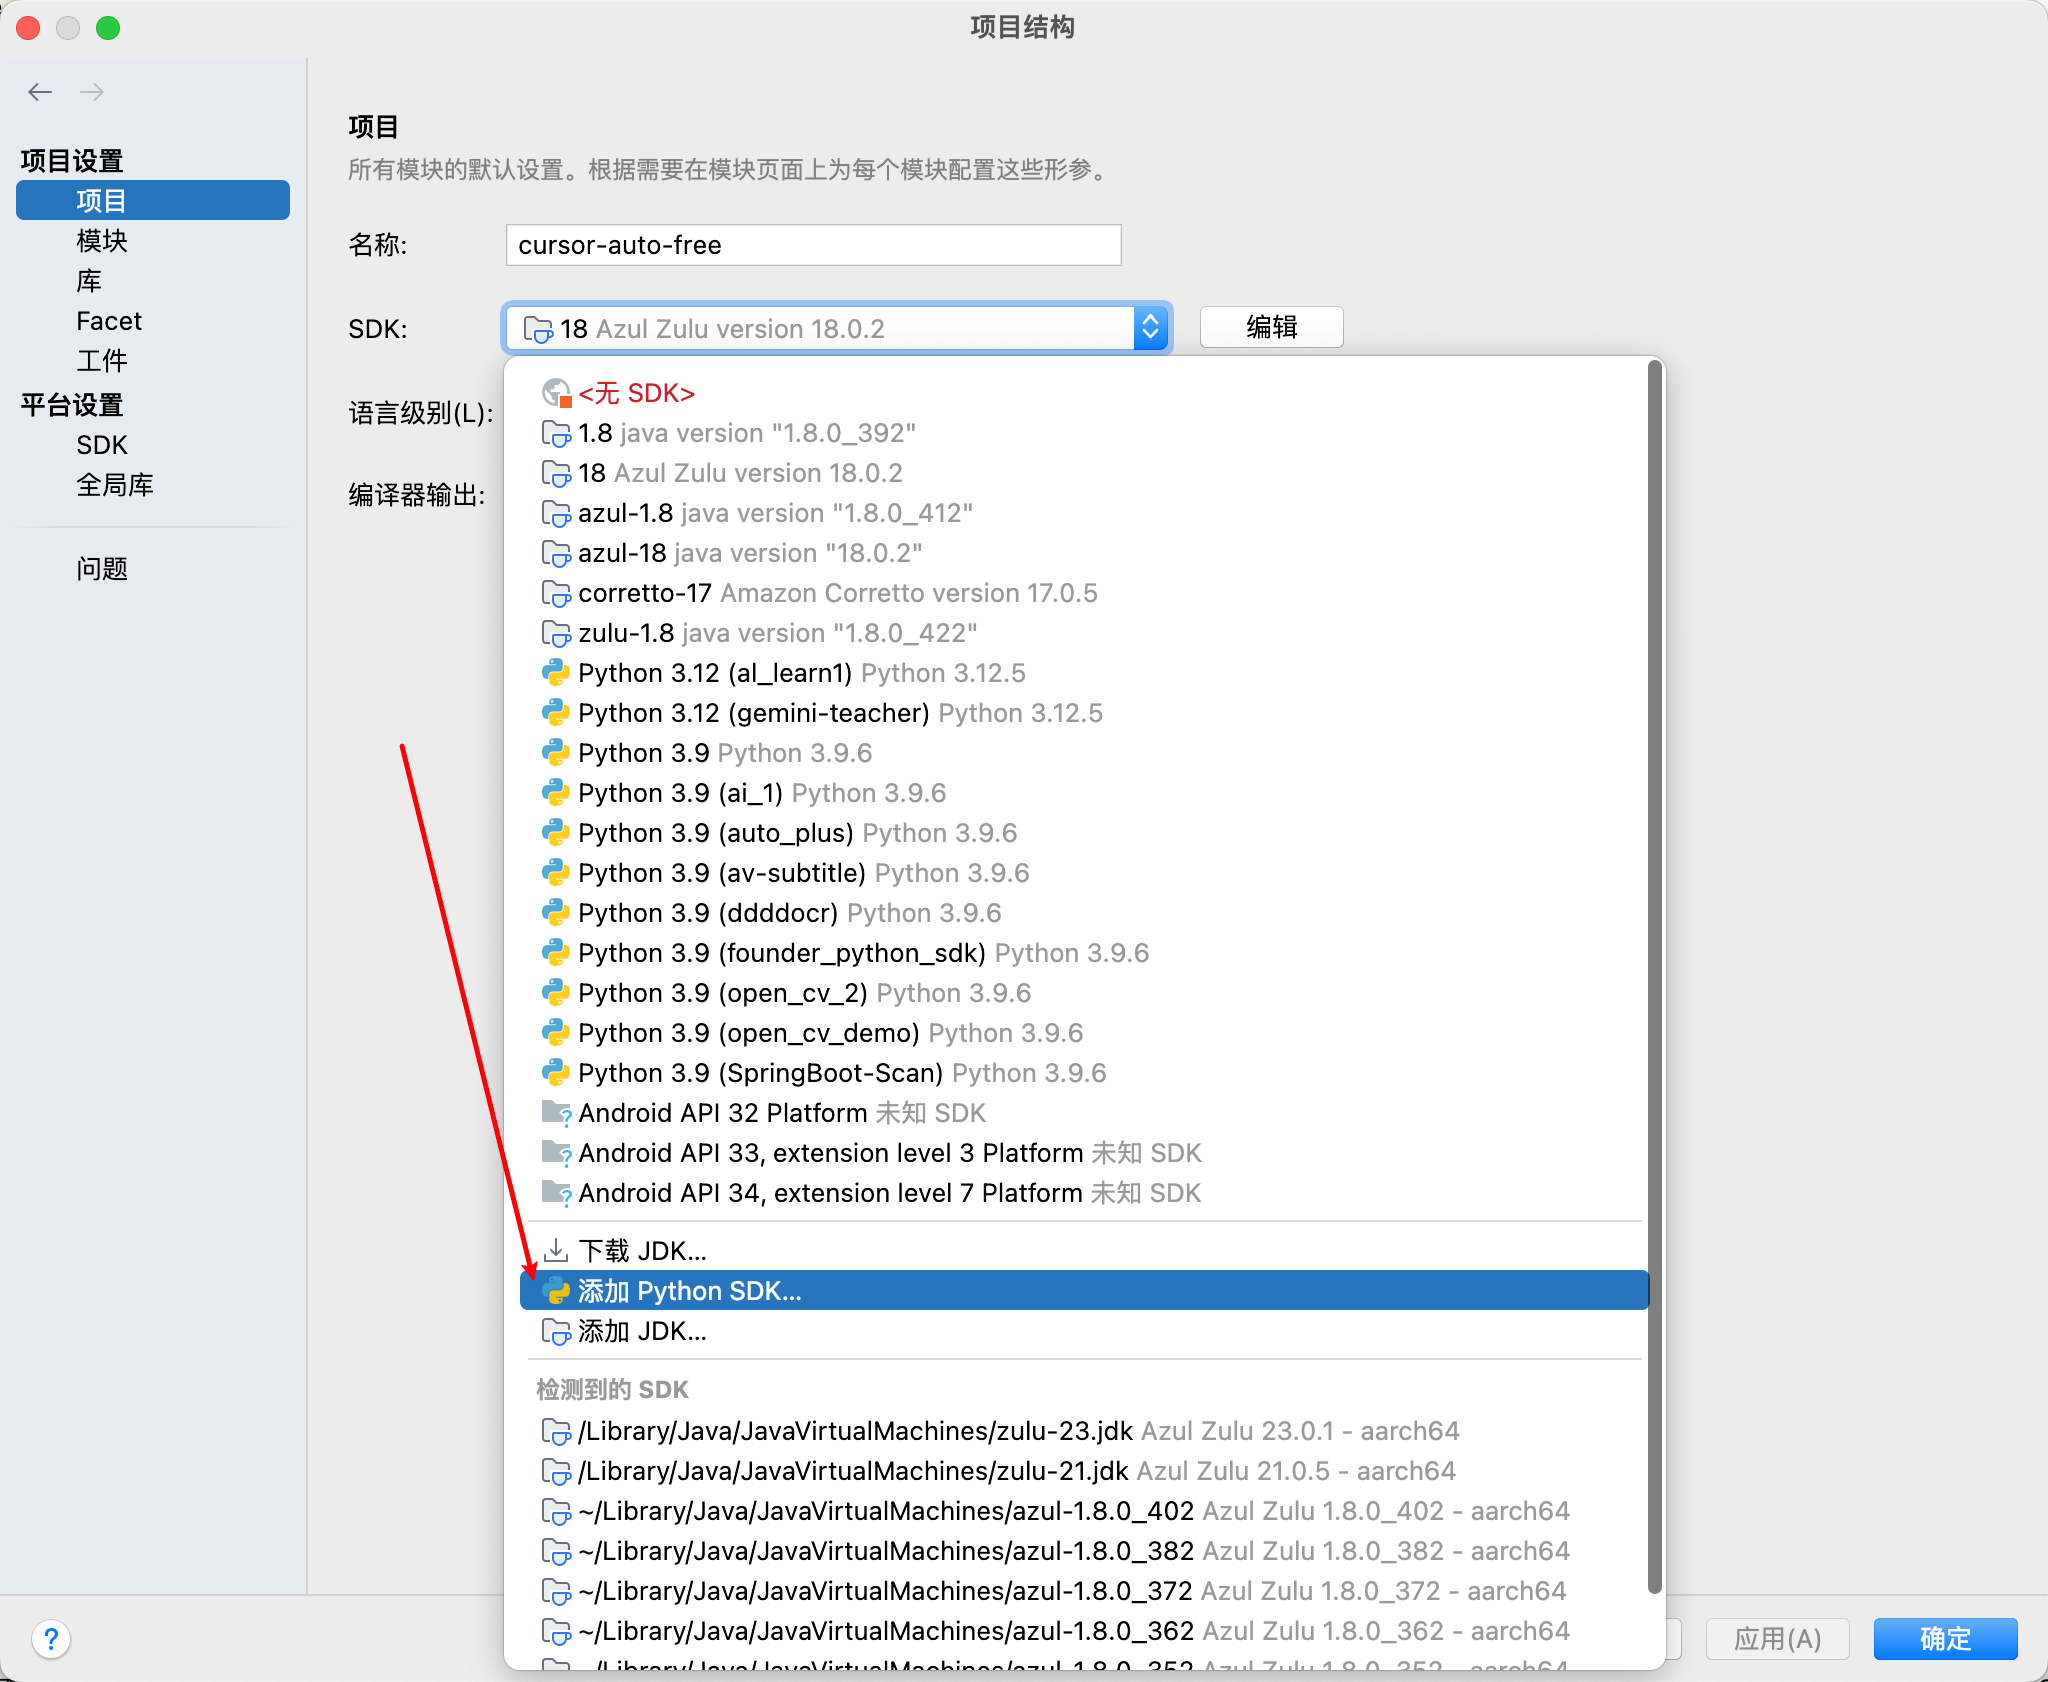 项目结构
项目设置
项目
模块
库
Facet
工件
平台设置
SDK
全局库
问题
项目
所有模块的默认设置。根据需要在模块页面上为每个模块配置这些形参。
名称: cursor-auto-free
SDK: 18 Azul Zulu version 18.0.2 编辑
语言级别(L):
编译器输出:
<无 SDK>
1.8 java version "1.8.0_392"
18 Azul Zulu version 18.0.2
azul-1.8 java version "1.8.0_412"
azul-18 java version "18.0.2"
corretto-17 Amazon Corretto version 17.0.5
zulu-1.8 java version "1.8.0_422"
Python 3.12 (al_learn1) Python 3.12.5
Python 3.12 (gemini-teacher) Python 3.12.5
Python 3.9 Python 3.9.6
Python 3.9 (ai_1) Python 3.9.6
Python 3.9 (auto_plus) Python 3.9.6
Python 3.9 (av-subtitle) Python 3.9.6
Python 3.9 (ddddocr) Python 3.9.6
Python 3.9 (founder_python_sdk) Python 3.9.6
Python 3.9 (open_cv_2) Python 3.9.6
Python 3.9 (open_cv_demo) Python 3.9.6
Python 3.9 (SpringBoot-Scan) Python 3.9.6
Android API 32 Platform 未知 SDK
Android API 33, extension level 3 Platform 未知 SDK
Android API 34, extension level 7 Platform 未知 SDK
下载 JDK...
添加 Python SDK...
添加 JDK...
检测到的 SDK
/Library/Java/JavaVirtualMachines/zulu-23.jdk Azul Zulu 23.0.1 - aarch64
/Library/Java/JavaVirtualMachines/zulu-21.jdk Azul Zulu 21.0.5 - aarch64
~/Library/Java/JavaVirtualMachines/azul-1.8.0_402 Azul Zulu 1.8.0_402 - aarch64
~/Library/Java/JavaVirtualMachines/azul-1.8.0_382 Azul Zulu 1.8.0_382 - aarch64
~/Library/Java/JavaVirtualMachines/azul-1.8.0_372 Azul Zulu 1.8.0_372 - aarch64
~/Library/Java/JavaVirtualMachines/azul-1.8.0_362 Azul Zulu 1.8.0_362 - aarch64
~/Library/Java/JavaVirtualMachines/azul-1.8.0_352 Azul Zulu 1.8.0_352 - aarch64
?
应用(A)
确定